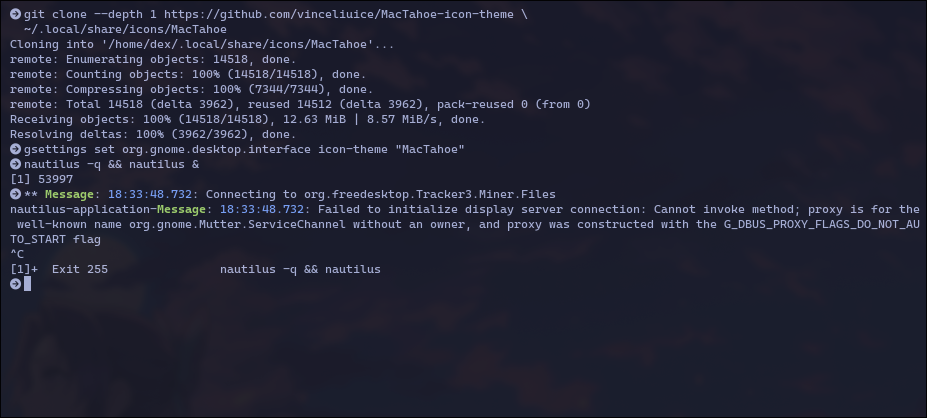 git clone --depth 1 https://github.com/vinceliuice/MacTahoe-icon-theme \
~/.local/share/icons/MacTahoe
Cloning into '/home/dex/.local/share/icons/MacTahoe'...
remote: Enumerating objects: 14518, done.
remote: Counting objects: 100% (14518/14518), done.
remote: Compressing objects: 100% (7344/7344), done.
remote: Total 14518 (delta 3962), reused 14512 (delta 3962), pack-reused 0 (from 0)
Receiving objects: 100% (14518/14518), 12.63 MiB | 8.57 MiB/s, done.
Resolving deltas: 100% (3962/3962), done.
gsettings set org.gnome.desktop.interface icon-theme "MacTahoe"
nautilus -q && nautilus &
[1] 53997
** Message: 18:33:48.732: Connecting to org.freedesktop.Tracker3.Miner.Files
nautilus-application-Message: 18:33:48.732: Failed to initialize display server connection: Cannot invoke method; proxy is for the
well-known name org.gnome.Mutter.ServiceChannel without an owner, and proxy was constructed with the G_DBUS_PROXY_FLAGS_DO_NOT_AU
TO_START flag
^C
[1]+  Exit 255                nautilus -q && nautilus